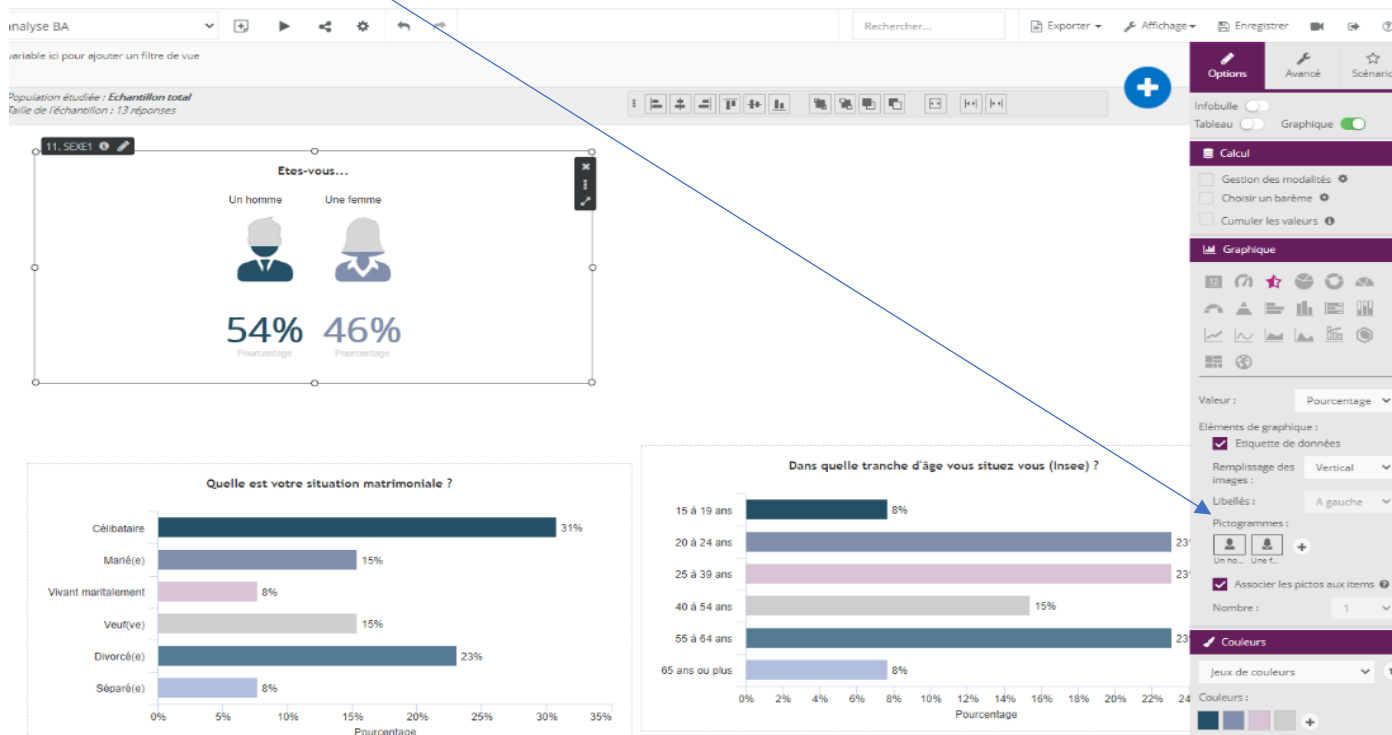 analyse BA
Rechercher...
Exporter
Affichage
Enregistrer
variable ici pour ajouter un filtre de vue
Population étudiée : Echantillon total
Taille de l'échantillon : 13 réponses
Options
Avancé
Scénario
Infobulle
Tableau
Graphique
11. SEXE1
Etes-vous...
Un homme
Une femme
54%
46%
Pourcentage
Pourcentage
Calcul
Gestion des modalités
Choisir un barème
Cumuler les valeurs
Graphique
12
Valeur :
Pourcentage
Eléments de graphique :
Etiquette de données
Remplissage des
images :
Vertical
Libellés :
A gauche
Pictogrammes :
Un ho...
Une f...
Associer les pictos aux items
Nombre :
1
Couleurs
Jeux de couleurs
Couleurs :
Quelle est votre situation matrimoniale ?
Célibataire
31%
Marié(e)
15%
Vivant maritalement
8%
Veuf(ve)
15%
Divorcé(e)
23%
Séparé(e)
8%
0%
5%
10%
15%
20%
25%
30%
35%
Pourcentage
Dans quelle tranche d'âge vous situez vous (Insee) ?
15 à 19 ans
8%
20 à 24 ans
23
25 à 39 ans
23
40 à 54 ans
15%
55 à 64 ans
23
65 ans ou plus
8%
0%
2%
4%
6%
8%
10%
12%
14%
16%
18%
20%
22%
24
Pourcentage